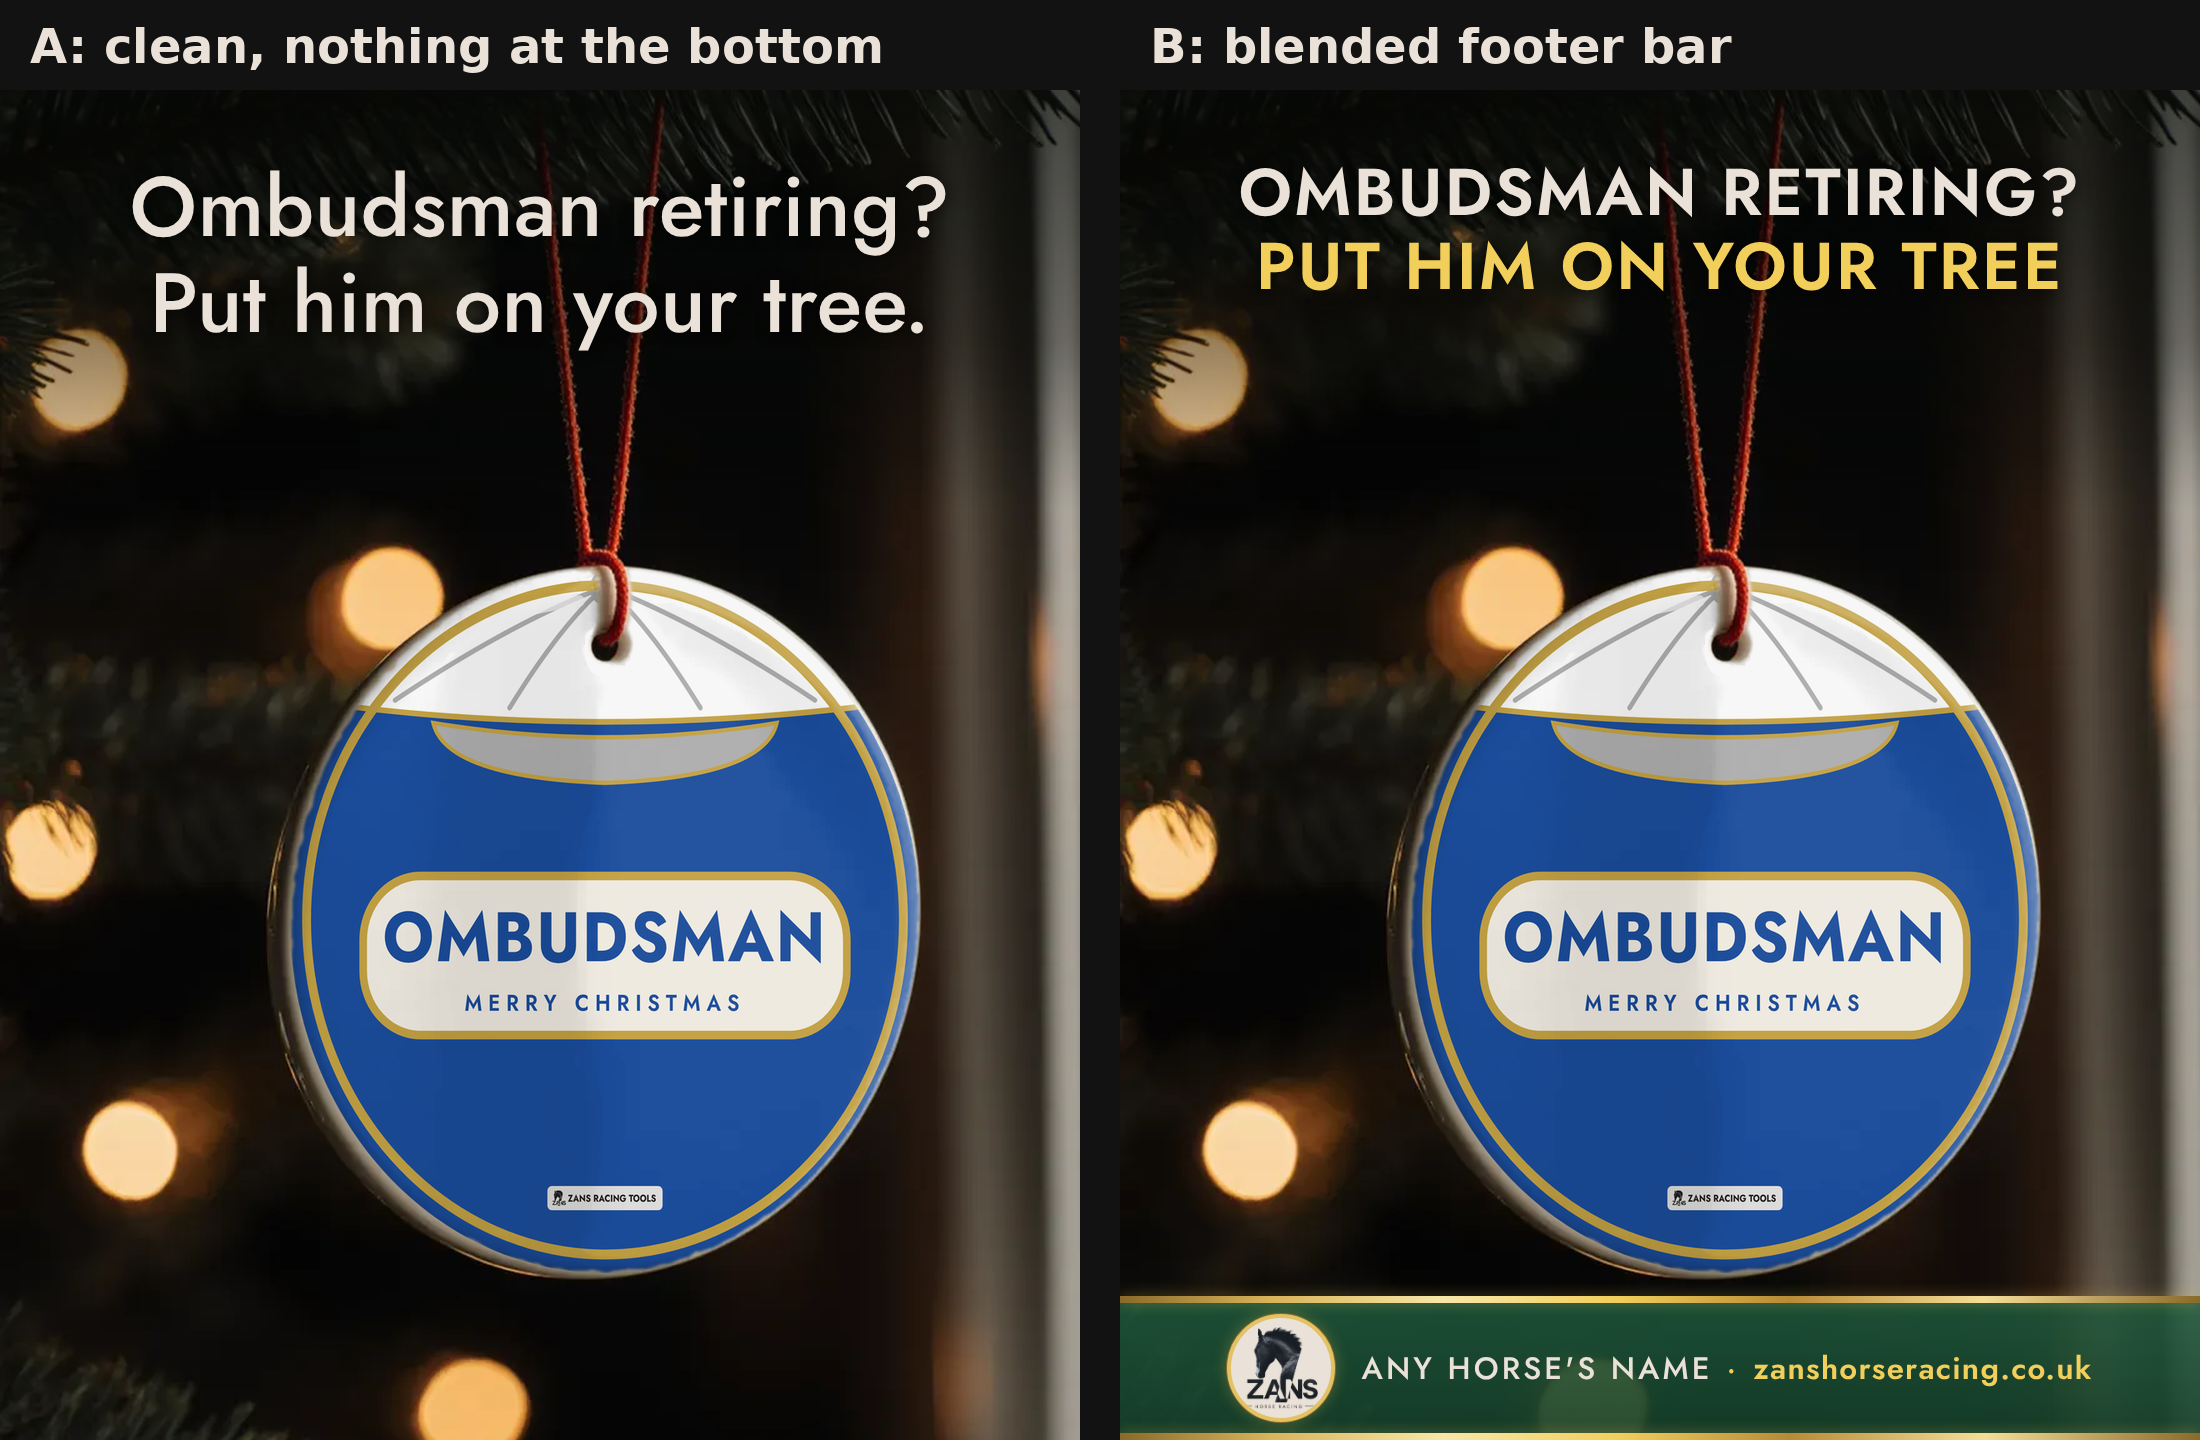 A: clean, nothing at the bottom
Ombudsman retiring?
Put him on your tree.
OMBUDSMAN
MERRY CHRISTMAS
ZANS RACING TOOLS
B: blended footer bar
OMBUDSMAN RETIRING?
PUT HIM ON YOUR TREE
OMBUDSMAN
MERRY CHRISTMAS
ZANS RACING TOOLS
ZANS
HORSE RACING
ANY HORSE'S NAME · zanshorseracing.co.uk